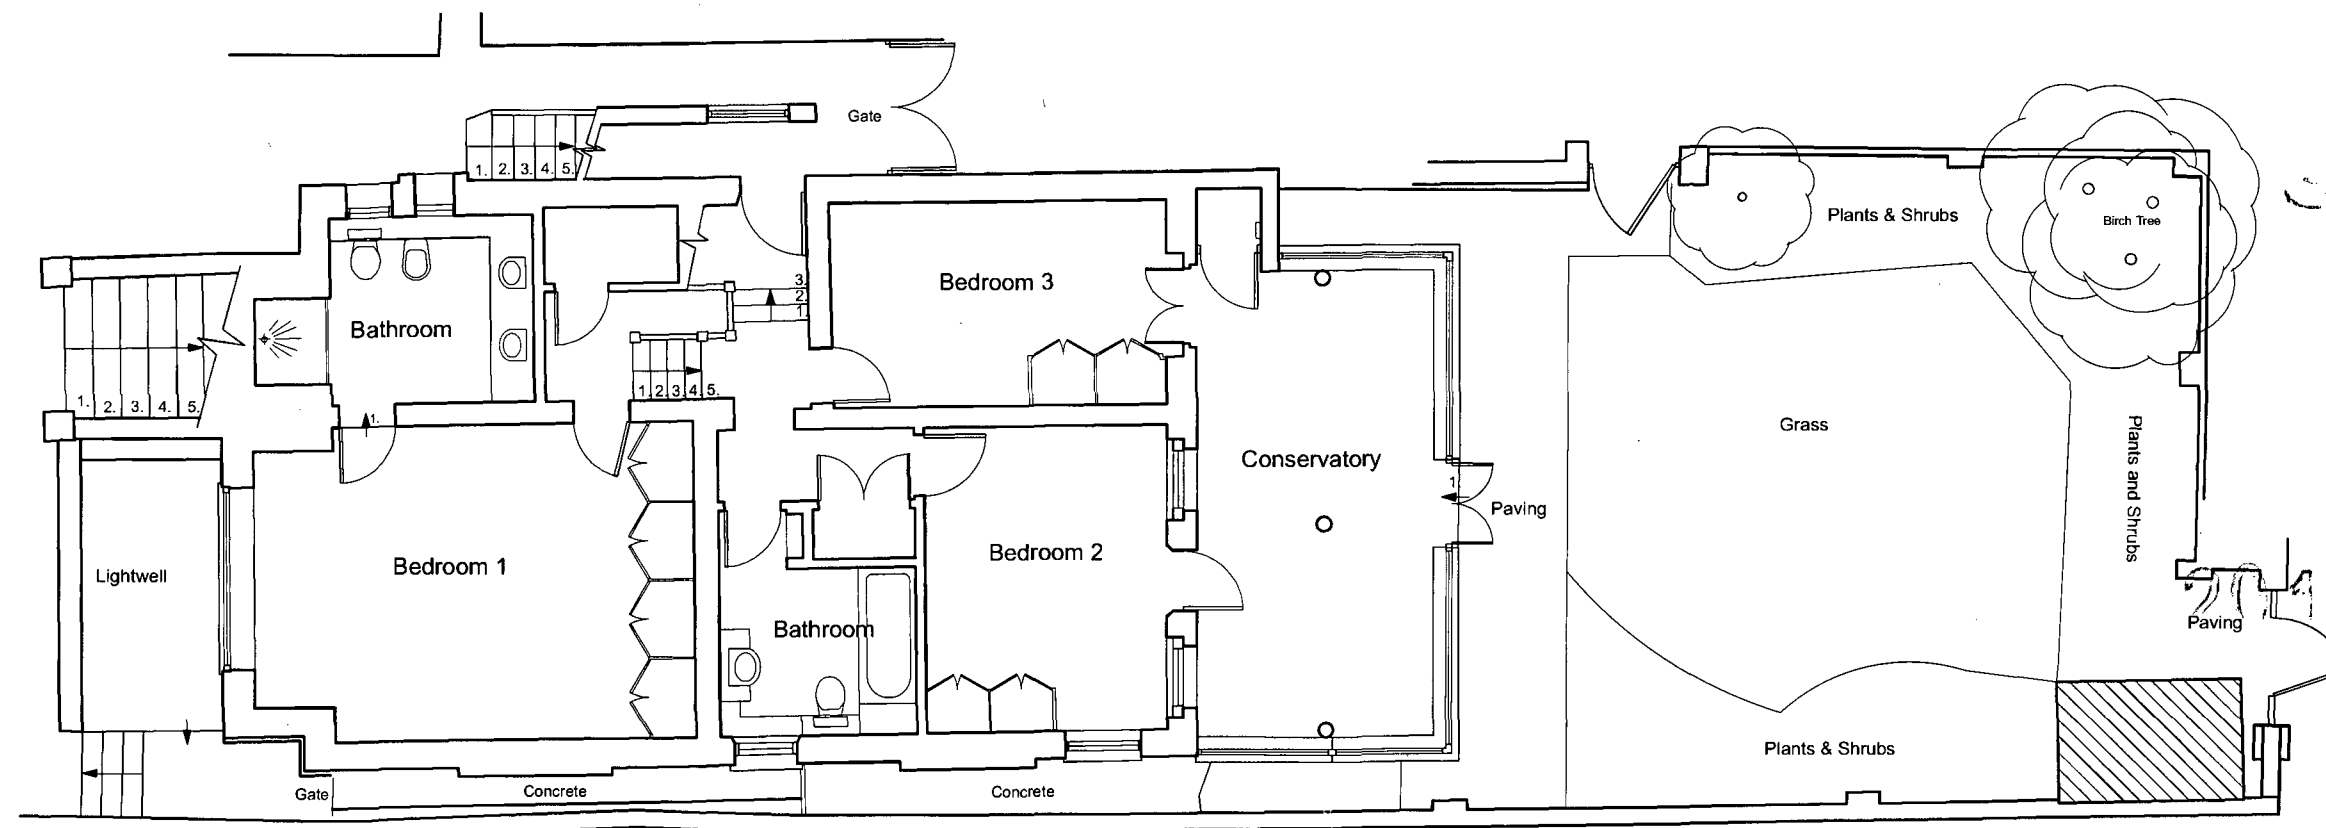 Gate
1. 2. 3. 4. 5.
Plants & Shrubs
Birch Tree
Bedroom 3
3.
2.
1.
Bathroom
1. 2. 3. 4. 5.
1. 2. 3. 4. 5.
1.
Grass
Conservatory
Plants and Shrubs
1
Paving
Bedroom 2
Bedroom 1
Lightwell
Bathroom
Paving
Plants & Shrubs
Gate
Concrete
Concrete